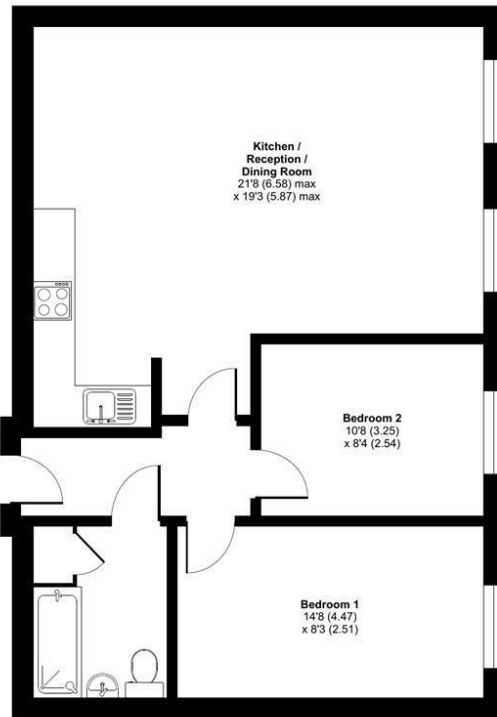 Kitchen /
Reception /
Dining Room
21'8 (6.58) max
x 19'3 (5.87) max
Bedroom 2
10'8 (3.25)
x 8'4 (2.54)
Bedroom 1
14'8 (4.47)
x 8'3 (2.51)